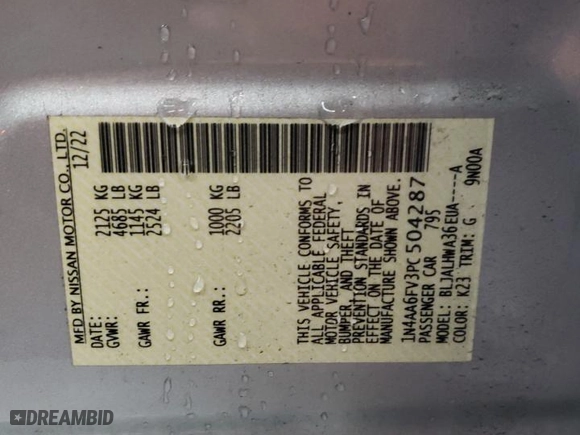 MFD BY NISSAN MOTOR CO., LTD.
DATE: 12/22
GVWR: 2125 KG
4685 LB
GAWR FR.: 1145 KG
2524 LB
GAWR RR.: 1000 KG
2205 LB
THIS VEHICLE CONFORMS TO
ALL APPLICABLE FEDERAL
MOTOR VEHICLE SAFETY,
BUMPER, AND THEFT
PREVENTION STANDARDS IN
EFFECT ON THE DATE OF
MANUFACTURE SHOWN ABOVE.
1N4AA6FV3PC504287
PASSENGER CAR 795
MODEL: BLJALHWA36EUA----A
COLOR: K23 TRIM: G 9N00A
DREAMBID